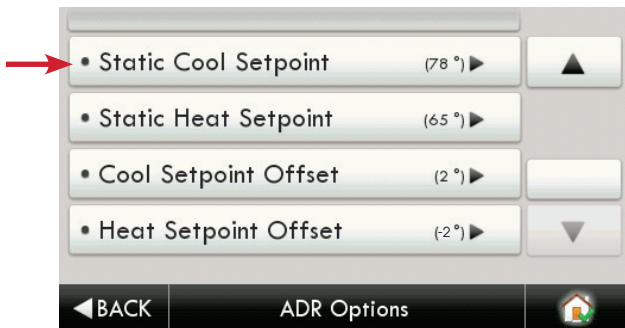 • Static Cool Setpoint (78 °) ▶
• Static Heat Setpoint (65 °) ▶
• Cool Setpoint Offset (2 °) ▶
• Heat Setpoint Offset (-2 °) ▶
◀ BACK ADR Options